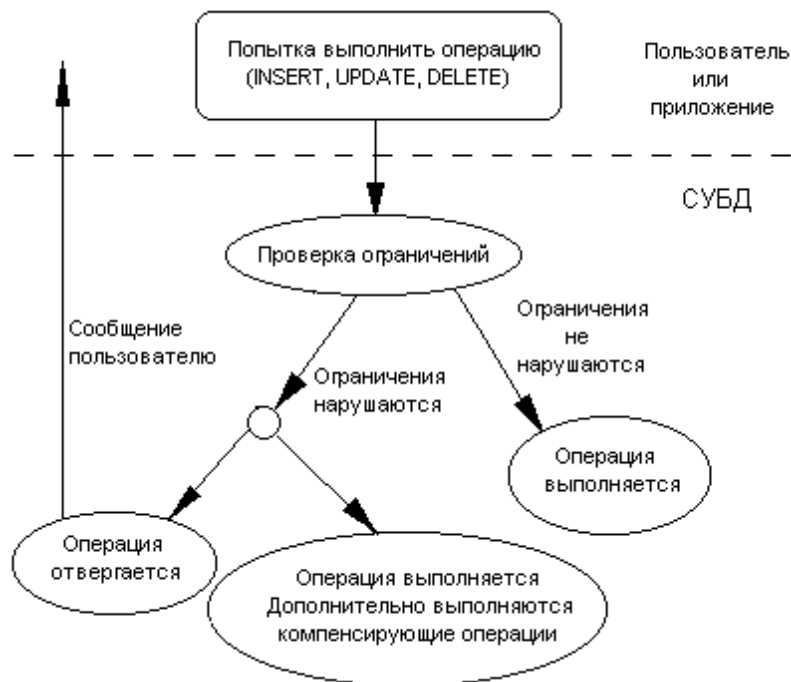 Попытка выполнить операцию
(INSERT, UPDATE, DELETE)
Пользователь
или
приложение
СУБД
Проверка ограничений
Сообщение
пользователю
Ограничения
нарушаются
Ограничения
не
нарушаются
Операция
выполняется
Операция
отвергается
Операция выполняется
Дополнительно выполняются
компенсирующие операции